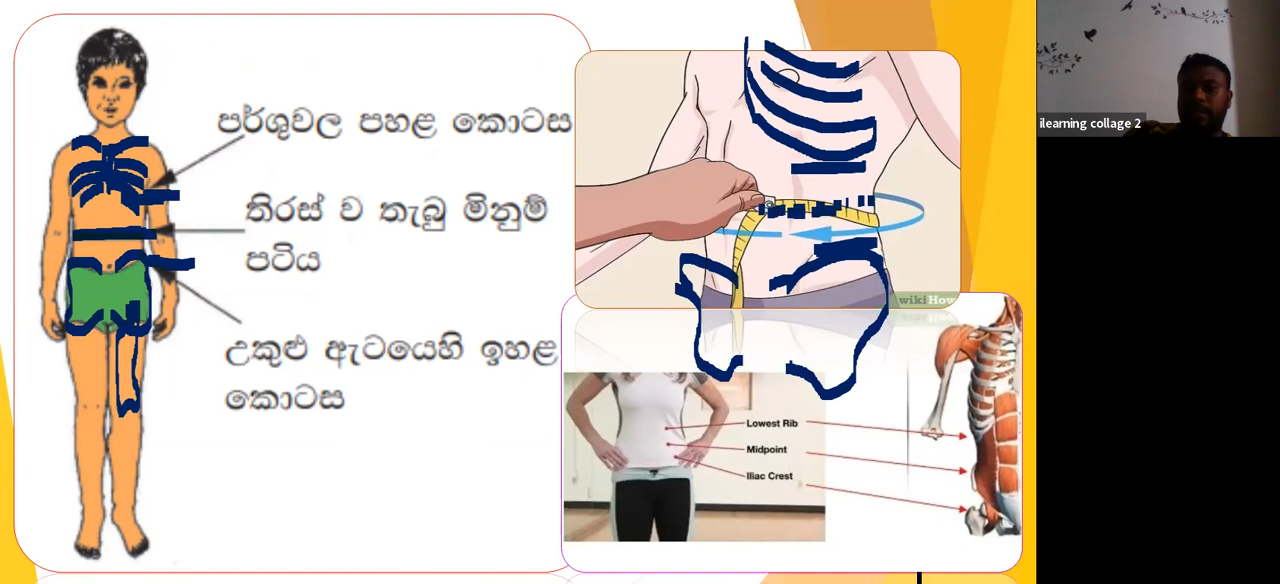 පර්ශුවල පහළ කොටස
තිරස් ව තැබූ මිනුම්
පටිය
උකුළු ඇටයෙහි ඉහළ
කොටස
wikiHow
Lowest Rib
Midpoint
Iliac Crest
ilearning collage 2